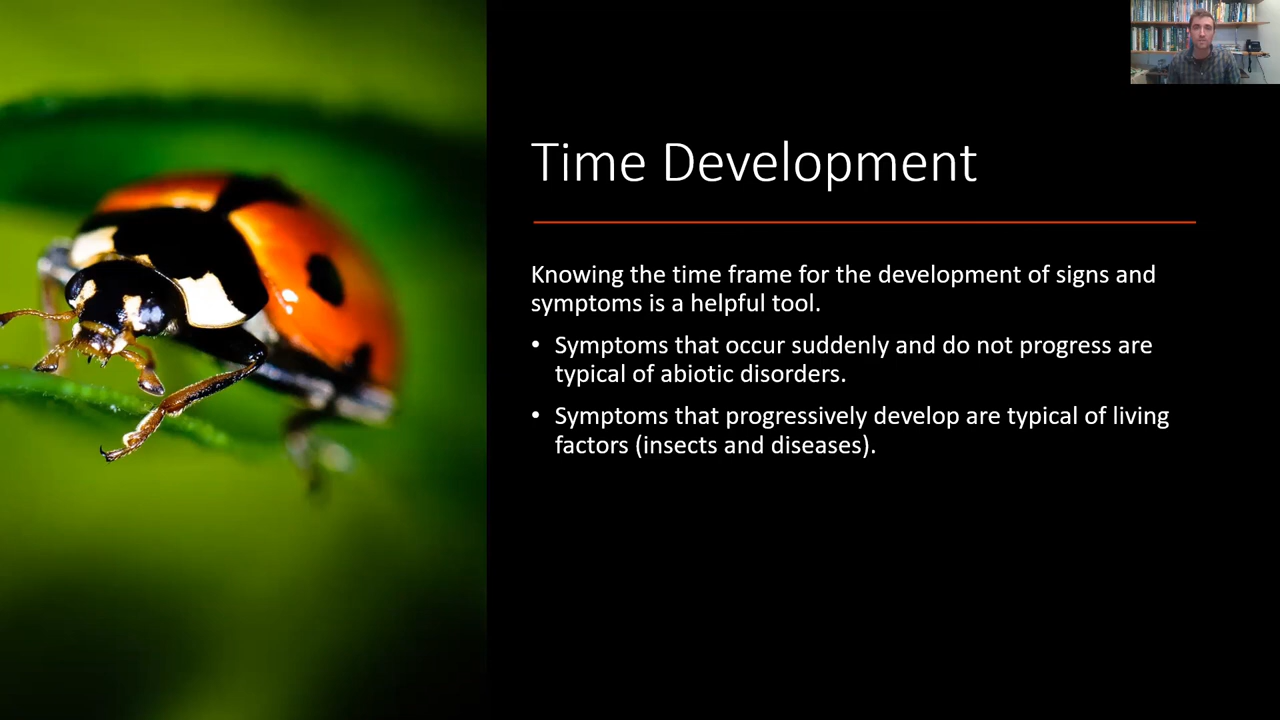 Time Development
Knowing the time frame for the development of signs and
symptoms is a helpful tool.
• Symptoms that occur suddenly and do not progress are
typical of abiotic disorders.
• Symptoms that progressively develop are typical of living
factors (insects and diseases).